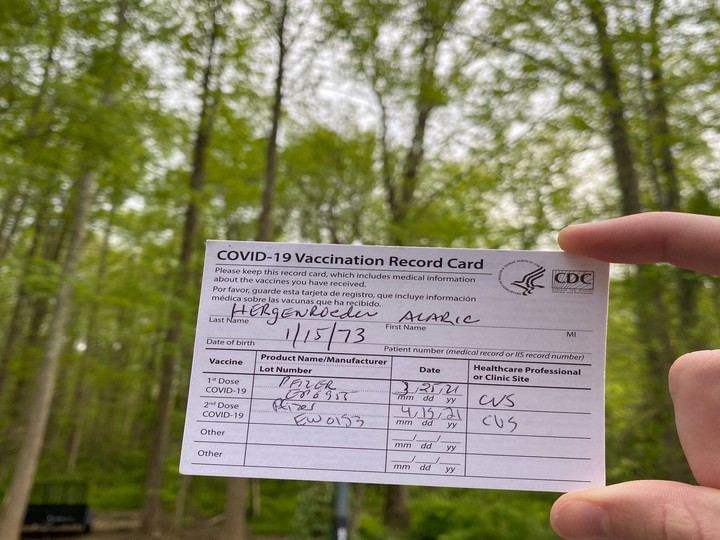 COVID-19 Vaccination Record Card
CDC
Please keep this record card, which includes medical information
about the vaccines you have received.
Por favor, guarde esta tarjeta de registro, que incluye información
médica sobre las vacunas que ha recibido.
HERgENROEdER ALARIC
Last Name First Name MI
1/15/73
Date of birth Patient number (medical record or IIS record number)
Vaccine Product Name/Manufacturer Date Healthcare Professional
Lot Number or Clinic Site
1st Dose PFIZER 3/25/21 CVS
COVID-19 mm dd yy
2nd Dose Pfizer 4/15/21 CVS
COVID-19 EW0153 mm dd yy
Other / /
mm dd yy
Other / /
mm dd yy